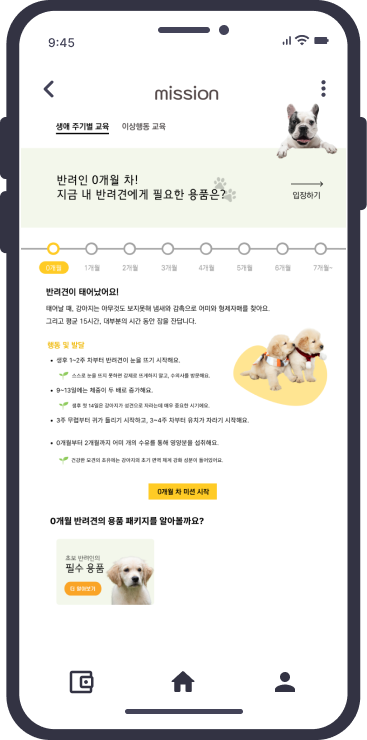 9:45
mission
생애 주기별 교육 이상행동 교육
반려인 0개월 차!
지금 내 반려견에게 필요한 용품은?
입장하기
0개월 1개월 2개월 3개월 4개월 5개월 6개월 7개월~
반려견이 태어났어요!
태어날 때, 강아지는 아무것도 보지못해 냄새와 감촉으로 어미와 형제자매를 찾아요.
그리고 평균 15시간, 대부분의 시간 동안 잠을 잔답니다.
행동 및 발달
• 생후 1~2주 차부터 반려견이 눈을 뜨기 시작해요.
스스로 눈을 뜨지 못하면 강제로 뜨게하지 말고, 수의사를 방문해요.
• 9~13일에는 체중이 두 배로 증가해요.
생후 첫 14일은 강아지가 성견으로 자라는데 매우 중요한 시기예요.
• 3주 무렵부터 귀가 들리기 시작하고, 3~4주 차부터 유치가 자라기 시작해요.
• 0개월부터 2개월까지 어미 개의 수유를 통해 영양분을 섭취해요.
건강한 모견의 초유에는 강아지의 초기 면역 체계 강화 성분이 들어있어요.
0개월 차 미션 시작
0개월 반려견의 용품 패키지를 알아볼까요?
초보 반려인의
필수 용품